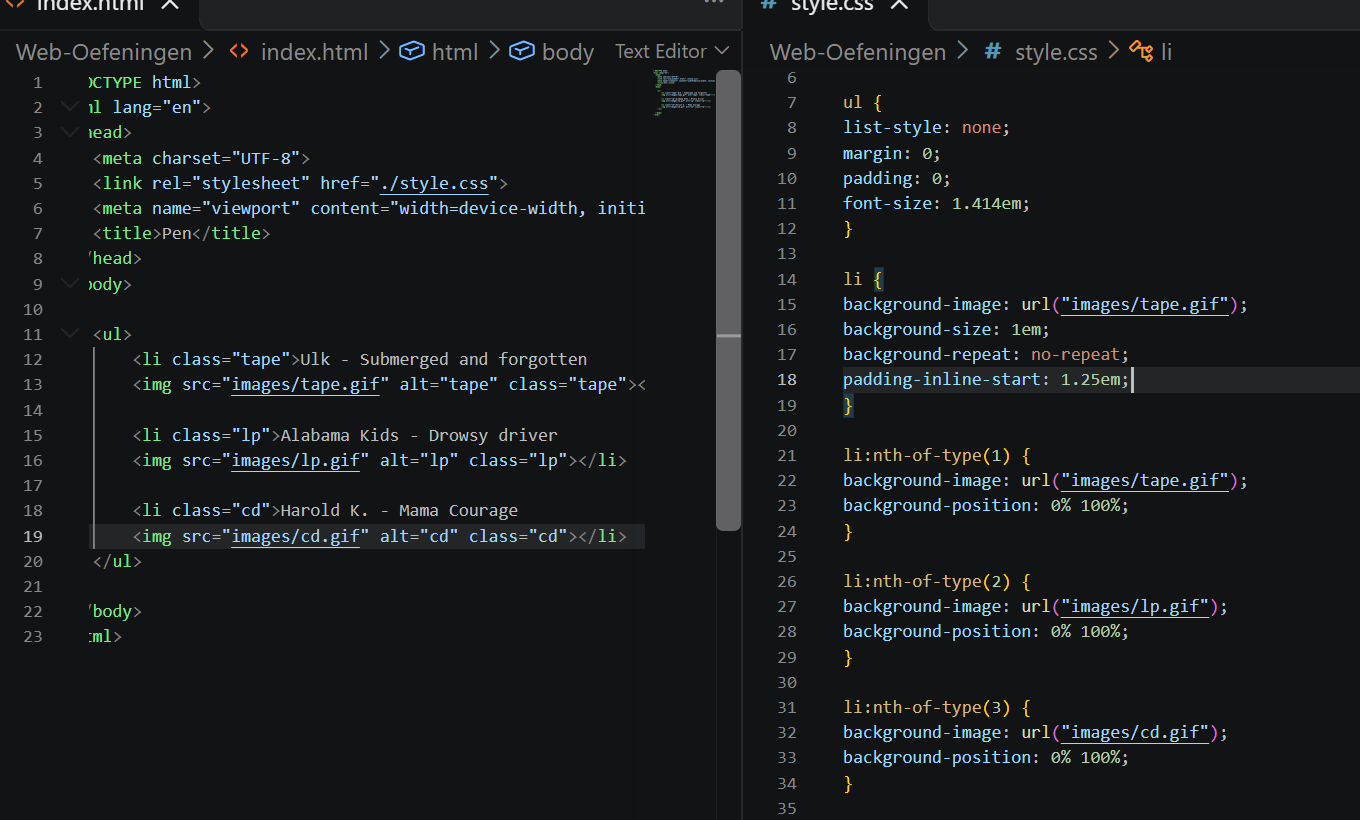 index.html
Web-Oefeningen > index.html > html > body Text Editor
1 OCTYPE html>
2 ml lang="en">
3 head>
4 <meta charset="UTF-8">
5 <link rel="stylesheet" href="./style.css">
6 <meta name="viewport" content="width=device-width, initi
7 <title>Pen</title>
8 /head>
9 body>
10
11 <ul>
12 <li class="tape">Ulk - Submerged and forgotten
13 <img src="images/tape.gif" alt="tape" class="tape"><
14
15 <li class="lp">Alabama Kids - Drowsy driver
16 <img src="images/lp.gif" alt="lp" class="lp"></li>
17
18 <li class="cd">Harold K. - Mama Courage
19 <img src="images/cd.gif" alt="cd" class="cd"></li>
20 </ul>
21
22 /body>
23 tml>
# style.css
Web-Oefeningen > # style.css > li
6
7 ul {
8 list-style: none;
9 margin: 0;
10 padding: 0;
11 font-size: 1.414em;
12 }
13
14 li {
15 background-image: url("images/tape.gif");
16 background-size: 1em;
17 background-repeat: no-repeat;
18 padding-inline-start: 1.25em;
19 }
20
21 li:nth-of-type(1) {
22 background-image: url("images/tape.gif");
23 background-position: 0% 100%;
24 }
25
26 li:nth-of-type(2) {
27 background-image: url("images/lp.gif");
28 background-position: 0% 100%;
29 }
30
31 li:nth-of-type(3) {
32 background-image: url("images/cd.gif");
33 background-position: 0% 100%;
34 }
35